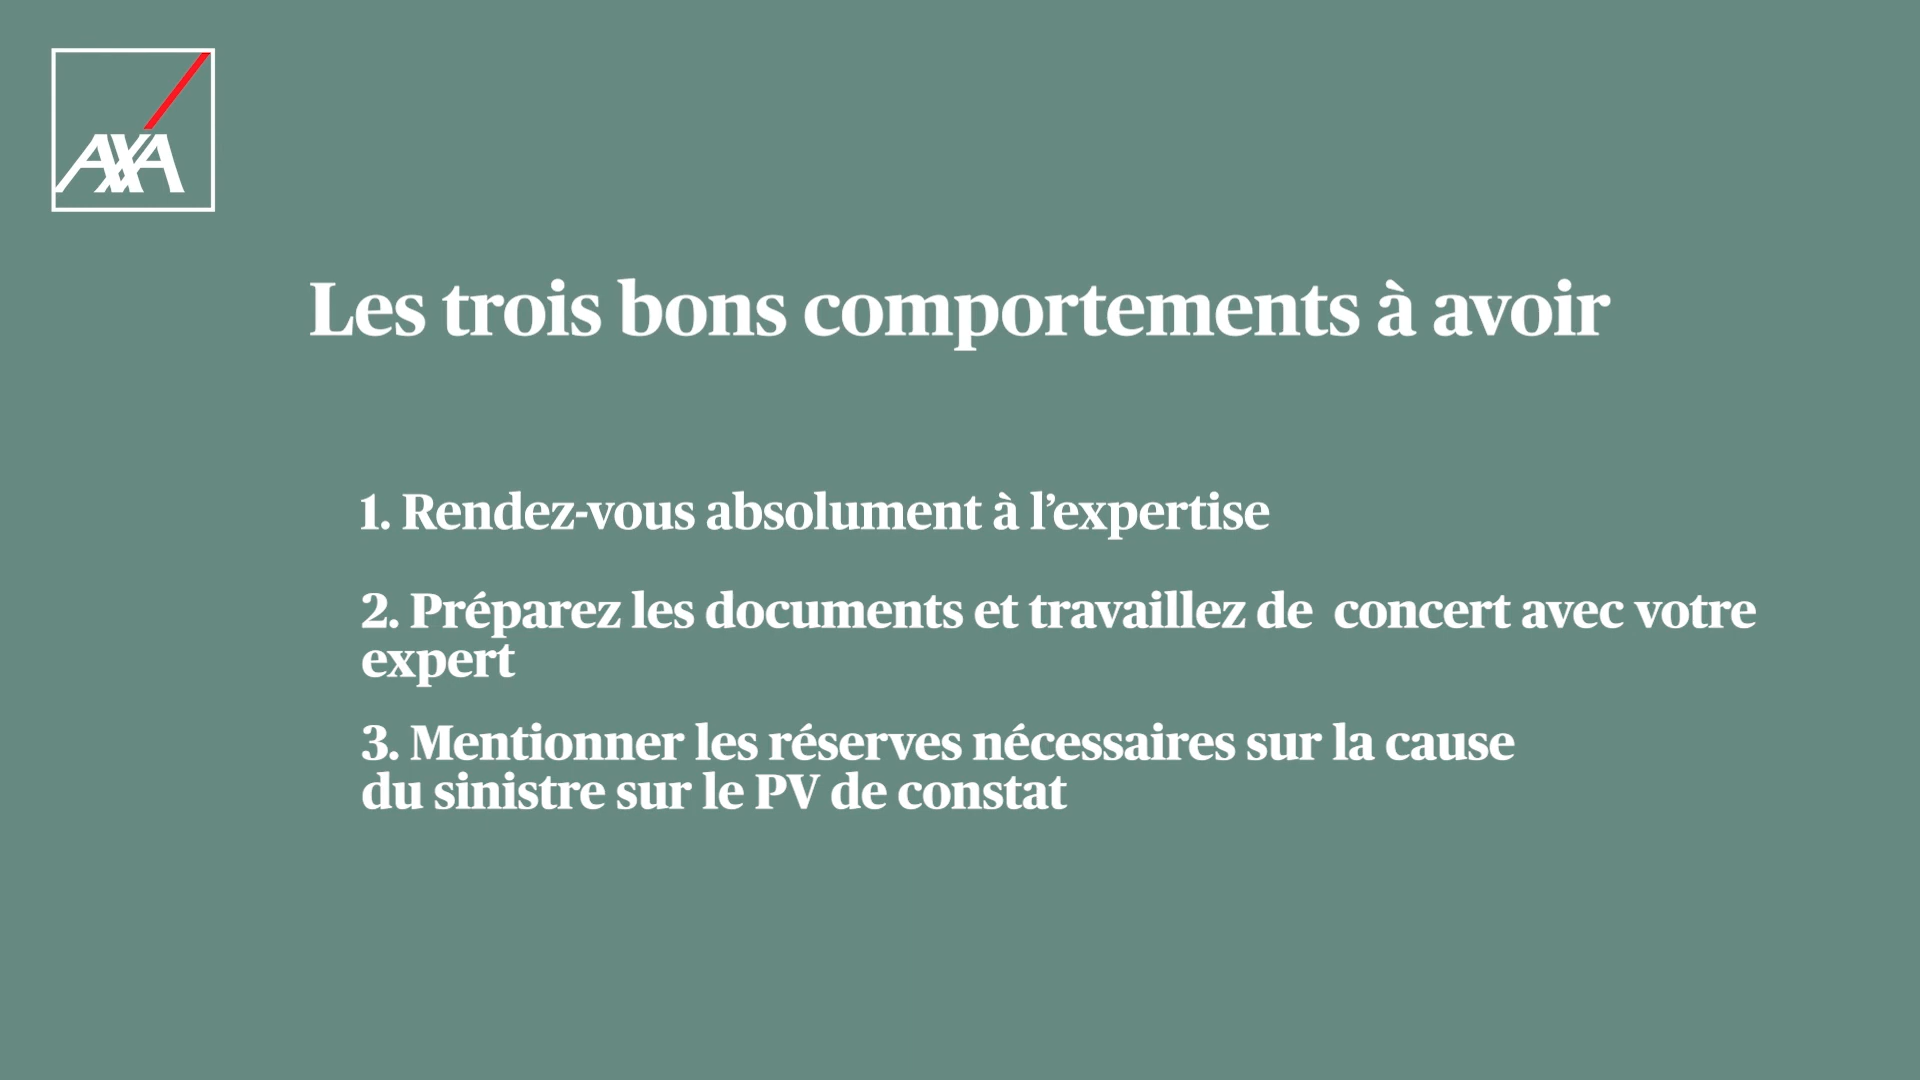 AXA
Les trois bons comportements à avoir
1. Rendez-vous absolument à l’expertise
2. Préparez les documents et travaillez de  concert avec votre
expert
3. Mentionner les réserves nécessaires sur la cause
du sinistre sur le PV de constat